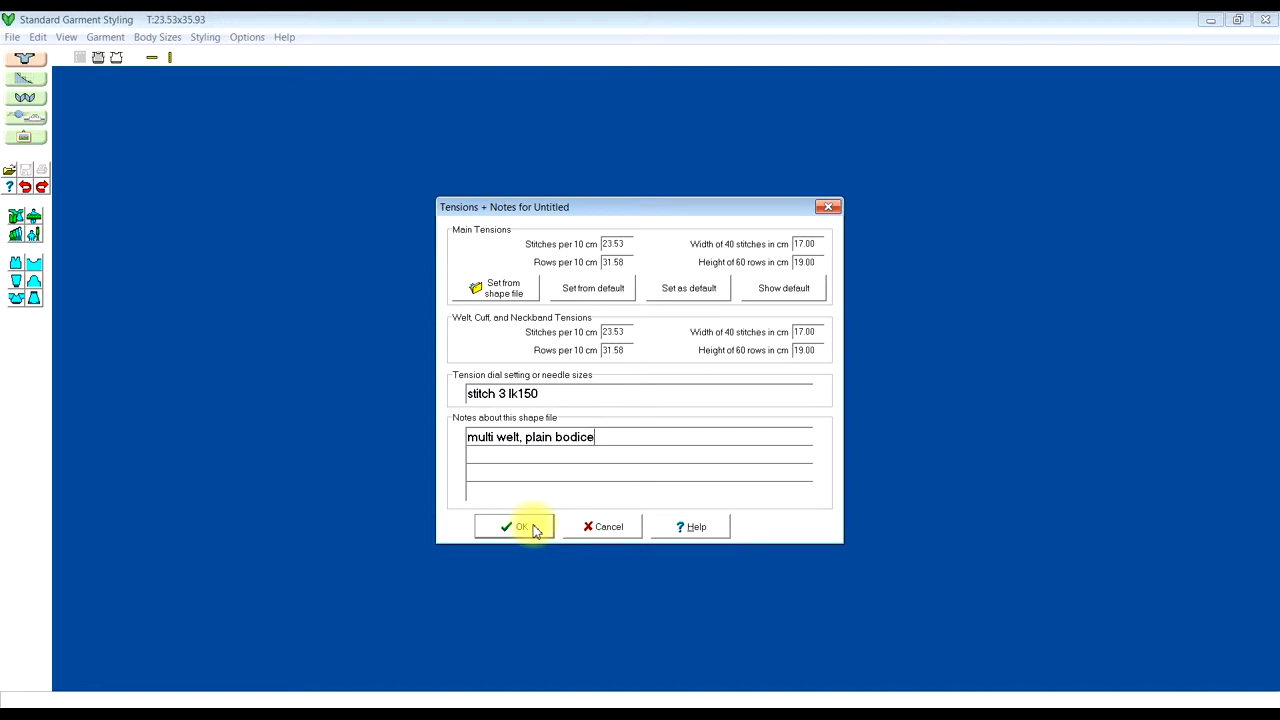 Standard Garment Styling T:23.53x35.93
File Edit View Garment Body Sizes Styling Options Help
Tensions + Notes for Untitled
Main Tensions
Stitches per 10 cm 23.53 Width of 40 stitches in cm 17.00
Rows per 10 cm 31.58 Height of 60 rows in cm 19.00
Set from
shape file
Set from default Set as default Show default
Welt, Cuff, and Neckband Tensions
Stitches per 10 cm 23.53 Width of 40 stitches in cm 17.00
Rows per 10 cm 31.58 Height of 60 rows in cm 19.00
Tension dial setting or needle sizes
stitch 3 lk150
Notes about this shape file
multi welt, plain bodice
OK Cancel ? Help